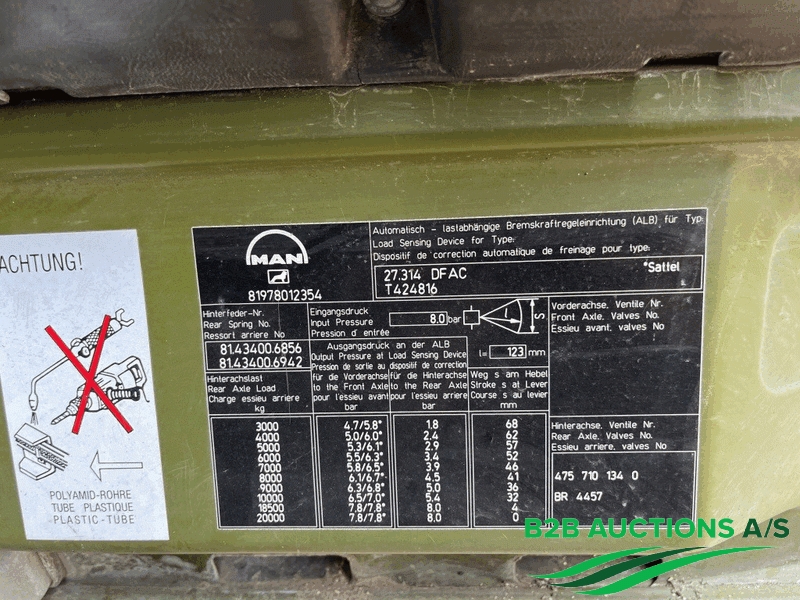 ACHTUNG!
POLYAMID-ROHRE
TUBE PLASTIQUE
PLASTIC-TUBE
MAN
81978012354
Automatisch - lastabhängige Bremskraftregeleinrichtung (ALB) für Typ:
Load Sensing Device for Type:
Dispositif de correction automatique de freinage pour type:
27.314 DFAC *Sattel
T424816
Hinterfeder-Nr.
Rear Spring No.
Ressort arriere No
81.43400.6856
81.43400.6942
Eingangsdruck
Input Pressure 8.0 bar
Pression d´entrée
L
S
l= 123 mm
Ausgangsdruck an der ALB
Output Pressure at Load Sensing Device
Pression de sortie au dispositif de correction
Hinterachslast
Rear Axle Load
Charge essieu arriere
kg
für die Vorderachse
to the Front Axle
pour l'essieu avant
bar
für die Hinterachse
to the Rear Axle
pour l'essieu arriere
bar
Weg s am Hebel
Stroke s at Lever
Course s au levier
mm
3000 4.7/5.8* 1.8 68
4000 5.0/6.0* 2.4 62
5000 5.3/6.1* 2.9 57
6000 5.5/6.3* 3.4 52
7000 5.8/6.5* 3.9 46
8000 6.1/6.7* 4.5 41
9000 6.3/6.8* 5.0 36
10000 6.5/7.0* 5.4 32
18500 7.8/7.8* 8.0 4
20000 7.8/7.8* 8.0 0
Vorderachse, Ventile Nr.
Front Axle, Valves No.
Essieu avant, valves No
Hinterachse, Ventile Nr.
Rear Axle, Valves No.
Essieu arriere, valves No.
475 710 134 0
BR 4457
B2B AUCTIONS A/S